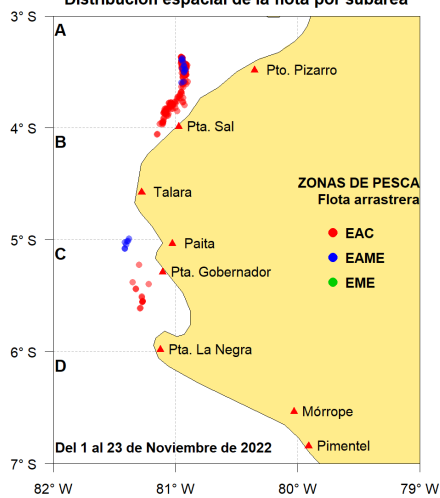 Distribución espacial de la flota por subárea
3° S
A
Pto. Pizarro
4° S
Pta. Sal
B
Talara
ZONAS DE PESCA
Flota arrastrera
EAC
5° S
Paita
EAME
C
Pta. Gobernador
EME
6° S
Pta. La Negra
D
Mórrope
Del 1 al 23 de Noviembre de 2022
Pimentel
7° S
82° W 81° W 80° W 79° W